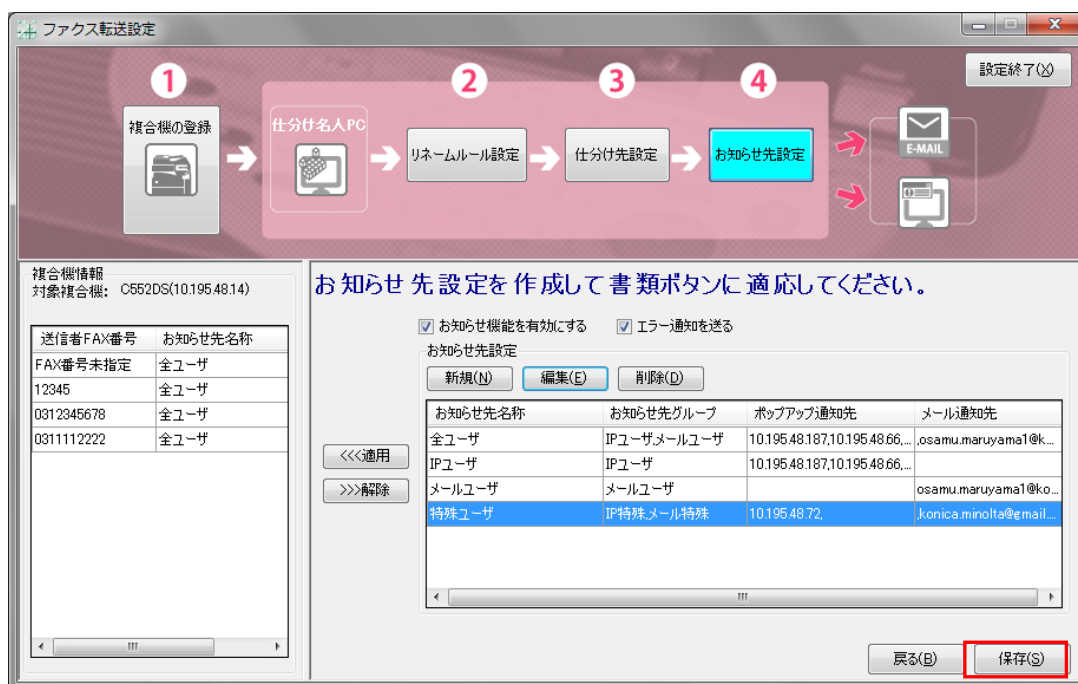 ファクス転送設定
設定終了(X)
1
2
3
4
複合機の登録
仕分け名人PC
リネームルール設定
仕分け先設定
お知らせ先設定
E-MAIL
複合機情報
対象複合機: C552DS(10.195.48.14)
送信者FAX番号 お知らせ先名称
FAX番号未指定 全ユーザ
12345 全ユーザ
0312345678 全ユーザ
0311112222 全ユーザ
お知らせ先設定を作成して書類ボタンに適応してください。
お知らせ機能を有効にする エラー通知を送る
お知らせ先設定
新規(N) 編集(E) 削除(D)
<<<適用
>>>解除
お知らせ先名称 お知らせ先グループ ポップアップ通知先 メール通知先
全ユーザ IPユーザ,メールユーザ 10.195.48.187,10.195.48.66,... ,osamu.maruyama1@k...
IPユーザ IPユーザ 10.195.48.187,10.195.48.66,...
メールユーザ メールユーザ osamu.maruyama1@ko...
特殊ユーザ IP特殊,メール特殊 10.195.48.72, ,konica.minolta@gmail....
戻る(B) 保存(S)